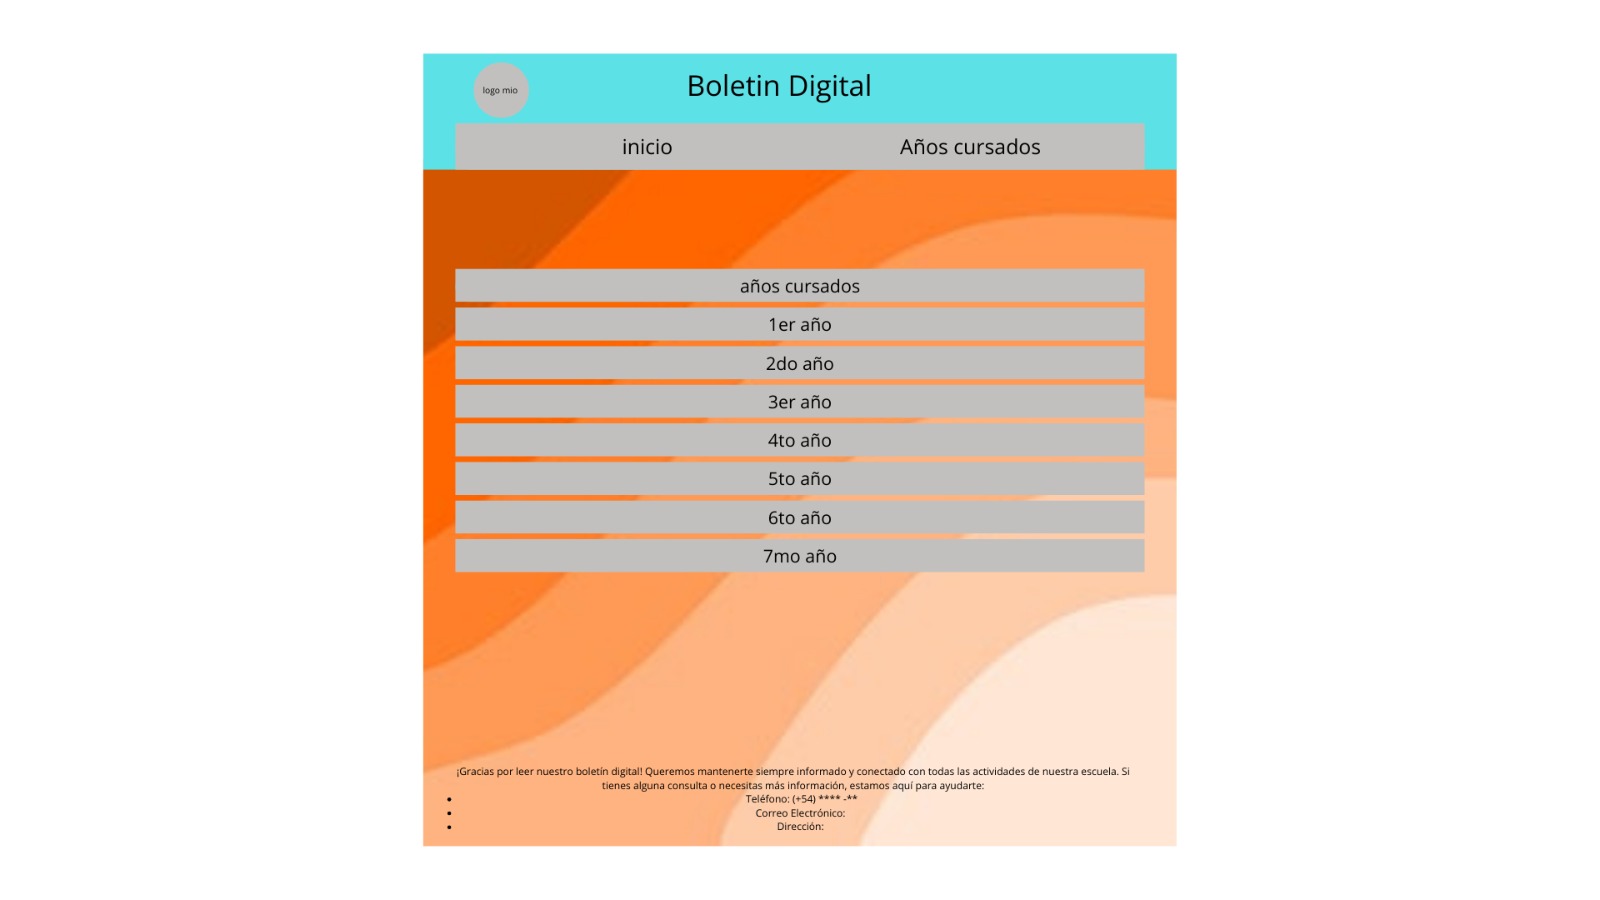 logo mio
Boletin Digital
inicio
Años cursados
años cursados
1er año
2do año
3er año
4to año
5to año
6to año
7mo año
¡Gracias por leer nuestro boletín digital! Queremos mantenerte siempre informado y conectado con todas las actividades de nuestra escuela. Si
tienes alguna consulta o necesitas más información, estamos aquí para ayudarte:
• Teléfono: (+54) **** -**
• Correo Electrónico:
• Dirección: